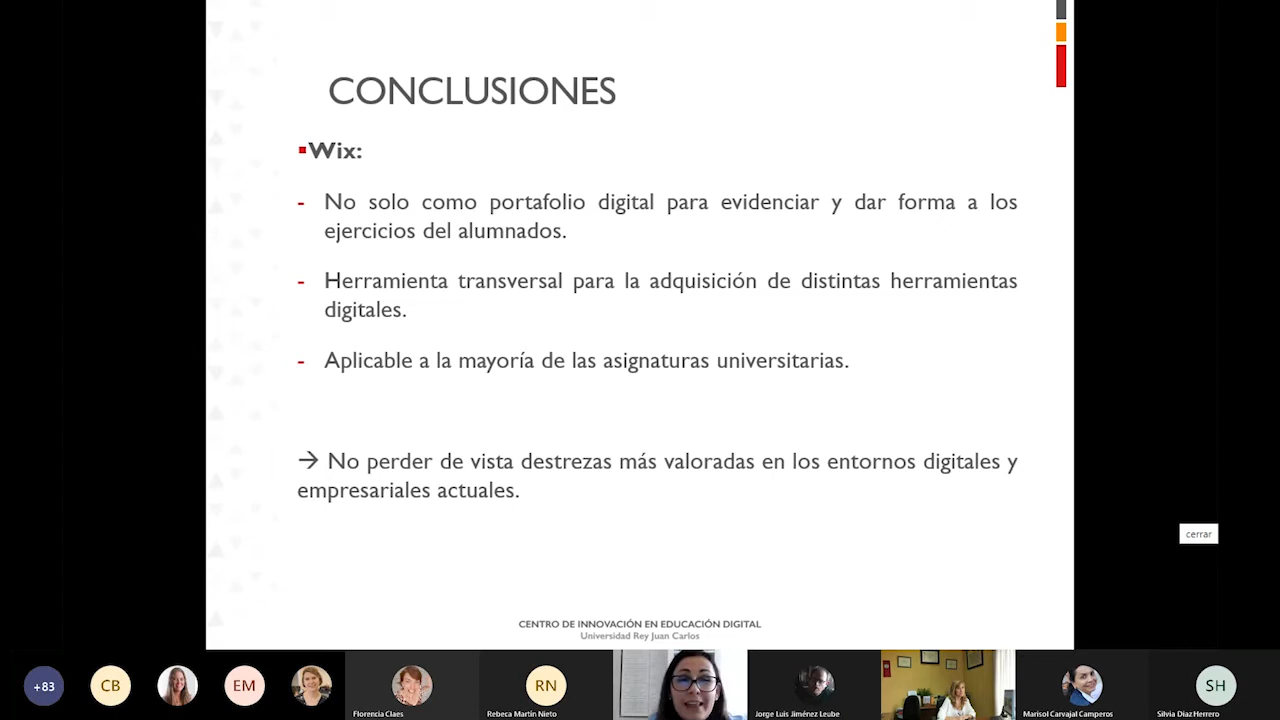 CONCLUSIONES
Wix:
- No solo como portafolio digital para evidenciar y dar forma a los
ejercicios del alumnados.
- Herramienta transversal para la adquisición de distintas herramientas
digitales.
- Aplicable a la mayoría de las asignaturas universitarias.
→ No perder de vista destrezas más valoradas en los entornos digitales y
empresariales actuales.
cerrar
CENTRO DE INNOVACIÓN EN EDUCACIÓN DIGITAL
Universidad Rey Juan Carlos
+83
CB
EM
Florencia Claes
RN
Rebeca Martín Nieto
Jorge Luis Jiménez Leube
Marisol Carvajal Camperos
SH
Silvia Díaz Herrero